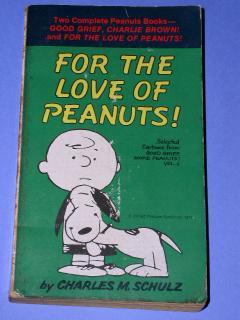 Two Complete Peanuts Books—
GOOD GRIEF, CHARLIE BROWN!
and FOR THE LOVE OF PEANUTS!
FOR THE
LOVE OF
PEANUTS!
Selected
Cartoons from
GOOD GRIEF,
MORE PEANUTS!
VOL. 
by CHARLES M. SCHULZ